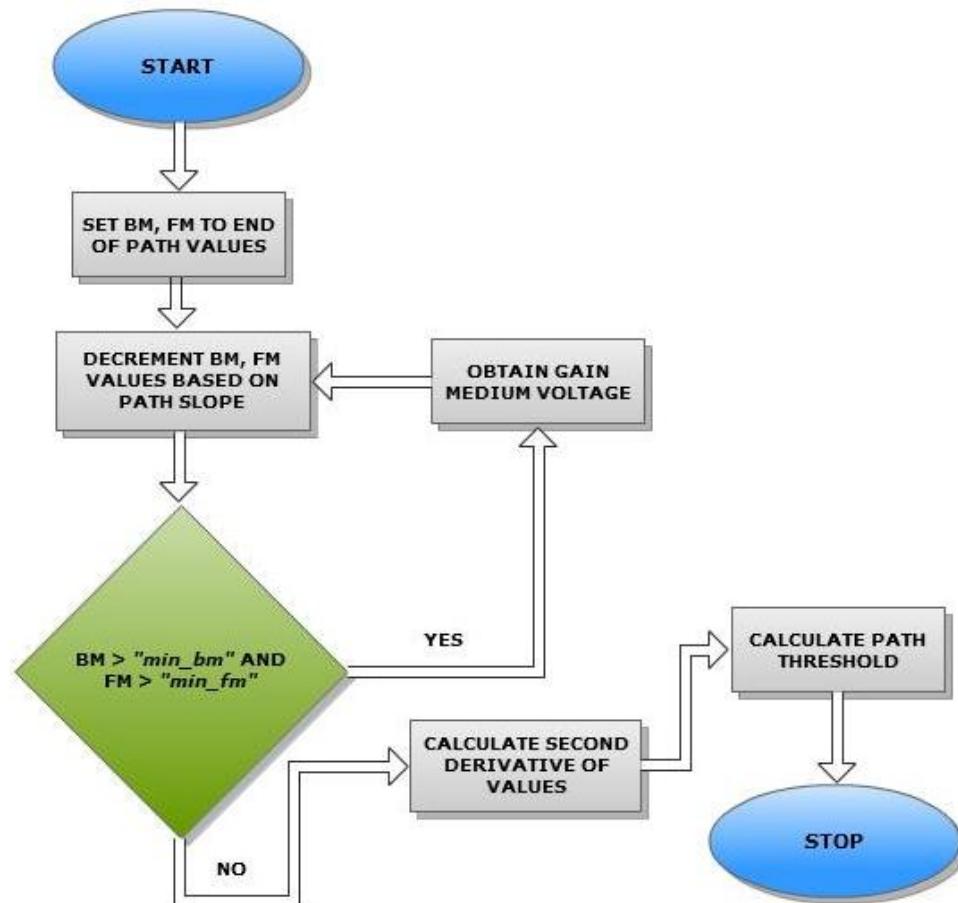 START
SET BM, FM TO END
OF PATH VALUES
DECREMENT BM, FM
VALUES BASED ON
PATH SLOPE
OBTAIN GAIN
MEDIUM VOLTAGE
BM > "min_bm" AND
FM > "min_fm"
YES
NO
CALCULATE SECOND
DERIVATIVE OF
VALUES
CALCULATE PATH
THRESHOLD
STOP